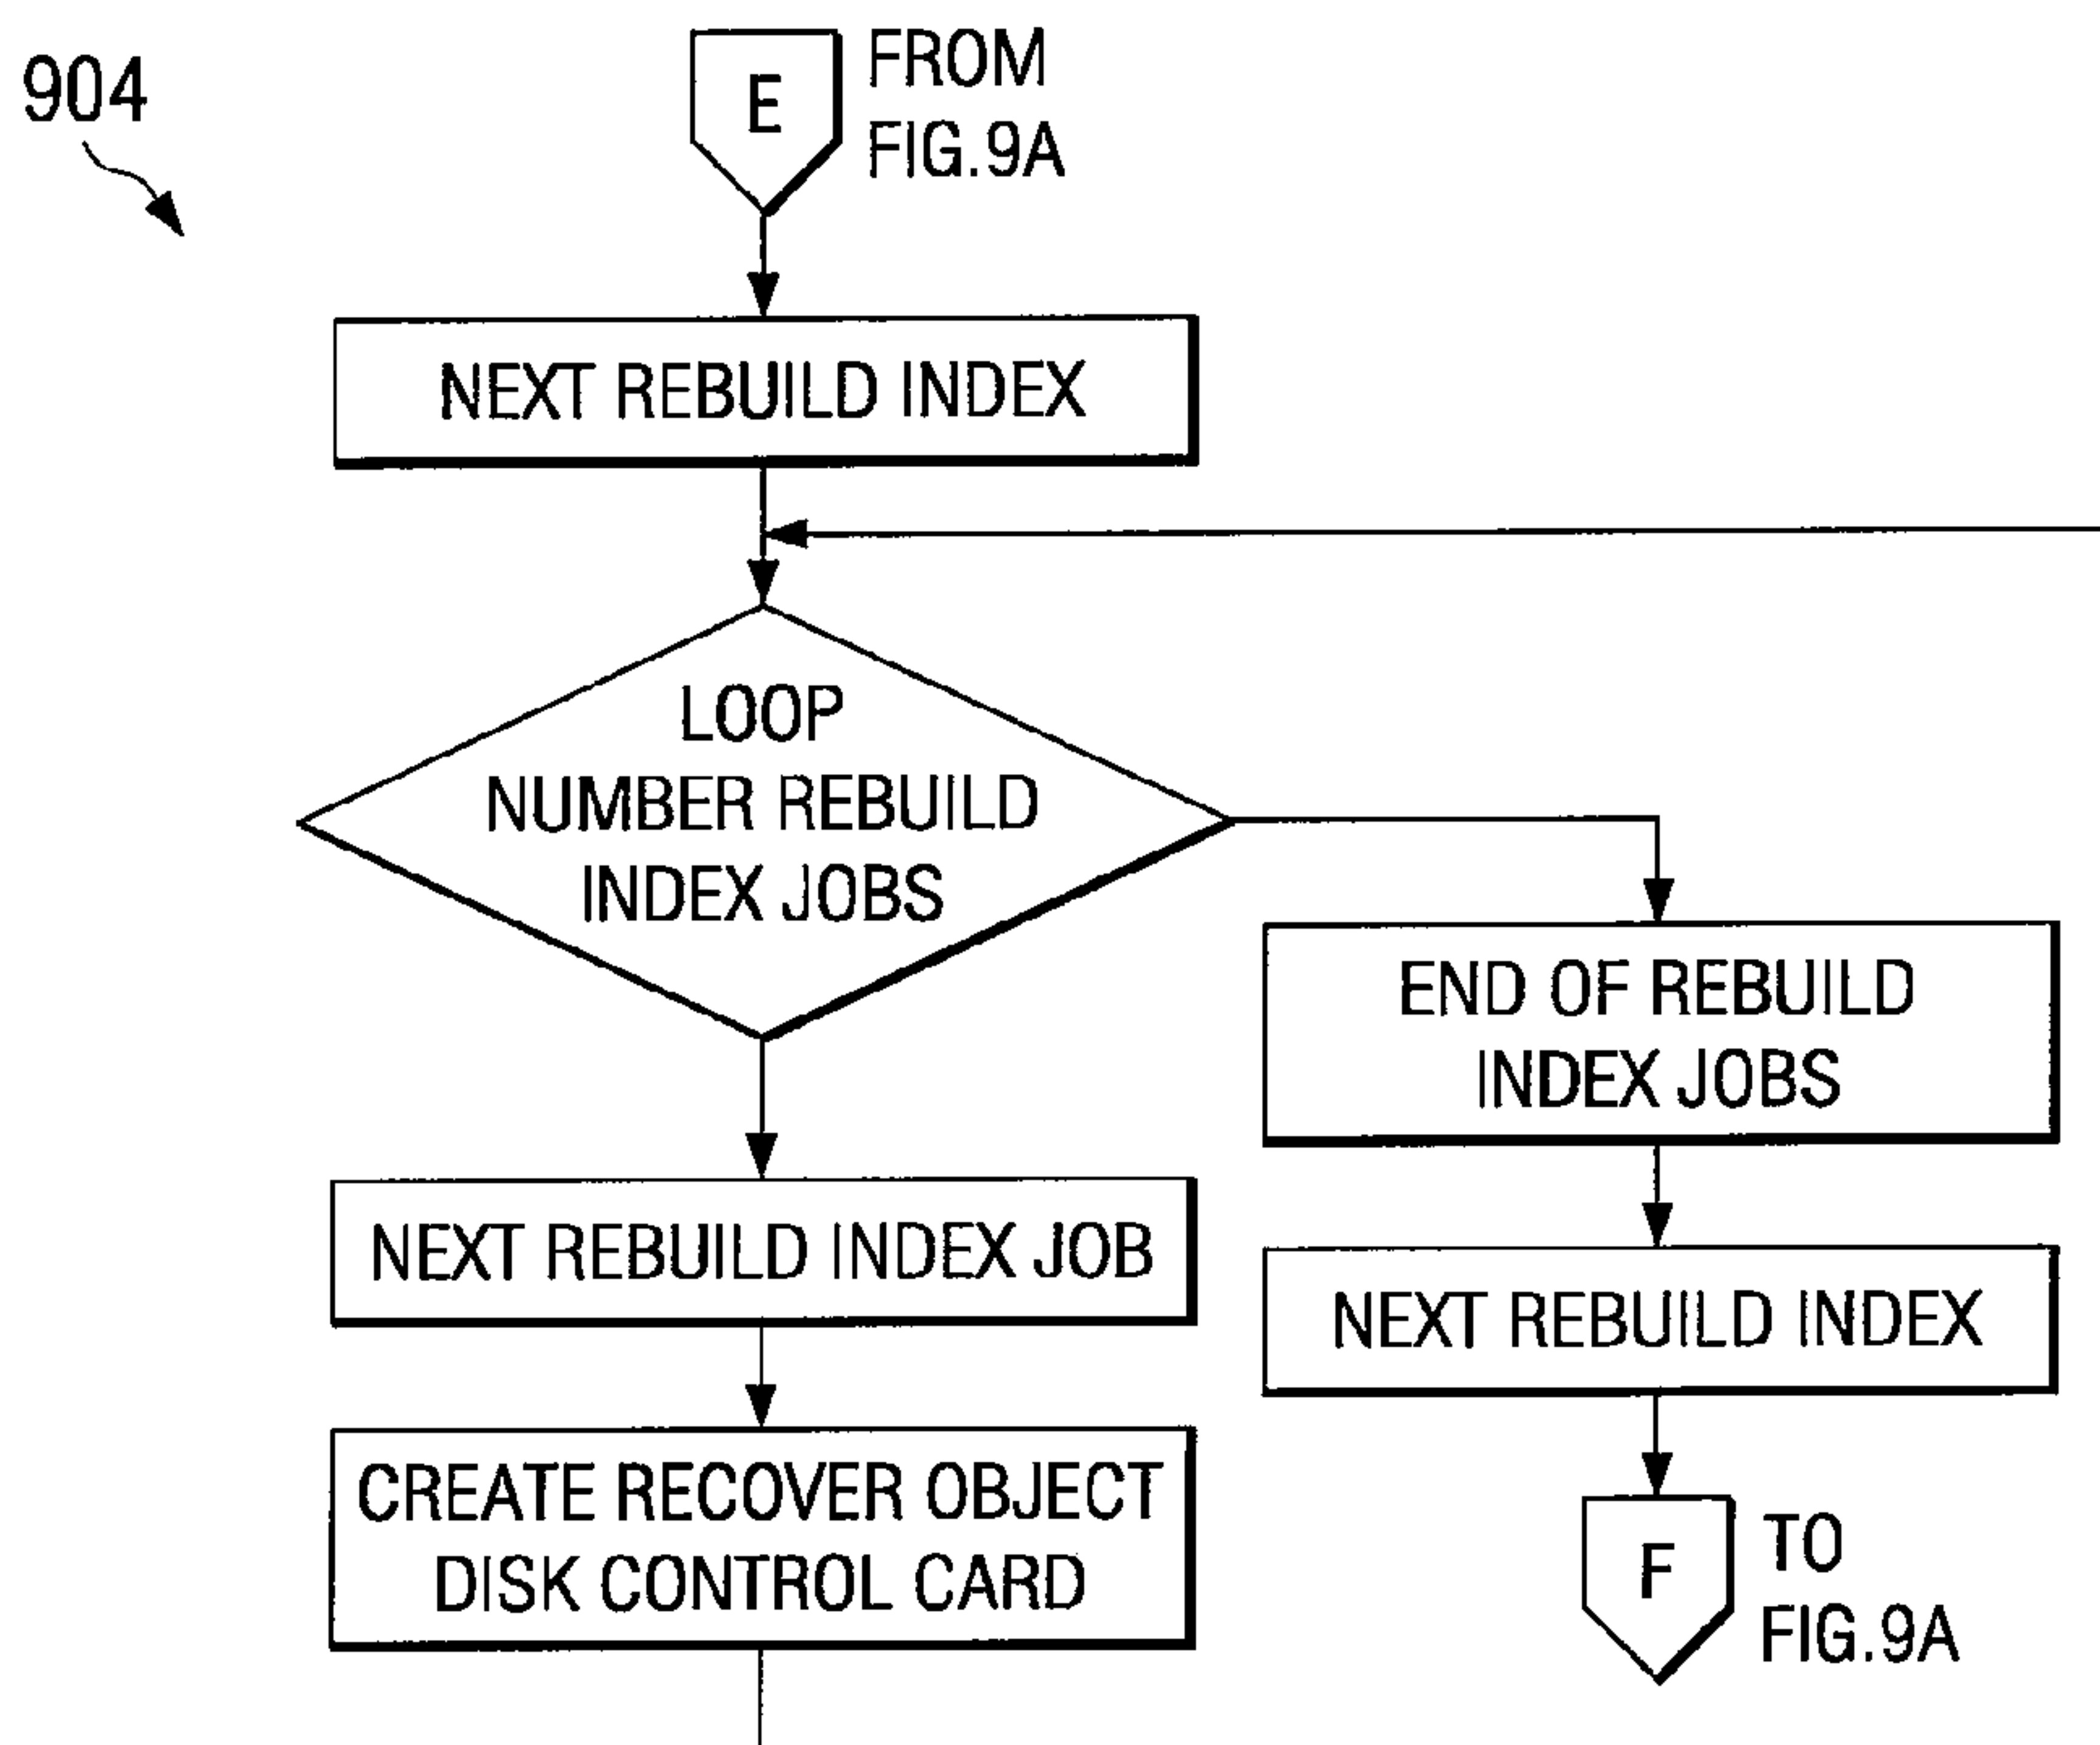 904
E
FROM
FIG.9A
NEXT REBUILD INDEX
LOOP
NUMBER REBUILD
INDEX JOBS
END OF REBUILD
INDEX JOBS
NEXT REBUILD INDEX JOB
NEXT REBUILD INDEX
CREATE RECOVER OBJECT
DISK CONTROL CARD
F
TO
FIG.9A